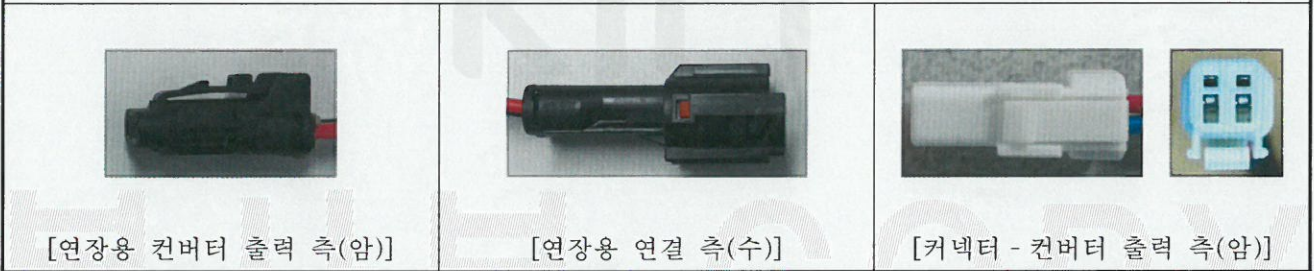 [연장용 컨버터 출력 측(암)]
[연장용 연결 측(수)]
[커넥터 - 컨버터 출력 측(암)]